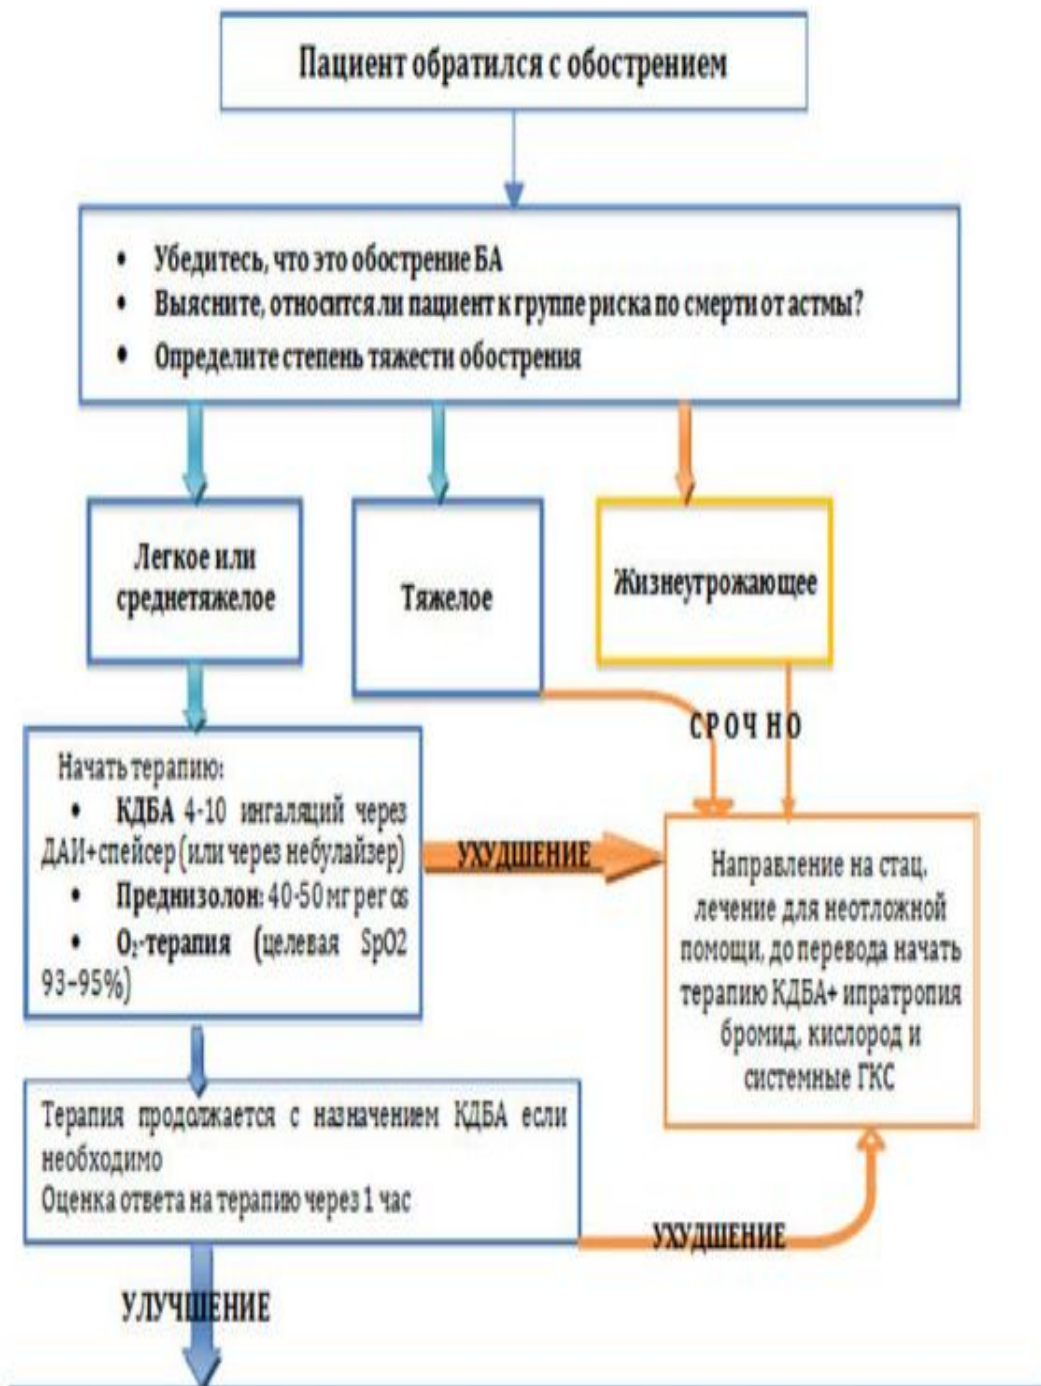 Пациент обратился с обострением
• Убедитесь, что это обострение БА
• Выясните, относится ли пациент к группе риска по смерти от астмы?
• Определите степень тяжести обострения
Легкое или
среднетяжелое
Тяжелое
Жизнеугрожающее
СРОЧНО
Начать терапию:
• КДБА 4-10 ингаляций через
ДАИ+спейсер (или через небулайзер)
• Преднизолон: 40-50 мг per os
• O₂-терапия (целевая SpO2
93–95%)
УХУДШЕНИЕ
Направление на стац.
лечение для неотложной
помощи, до перевода начать
терапию КДБА+ ипратропия
бромид, кислород и
системные ГКС
Терапия продолжается с назначением КДБА если
необходимо
Оценка ответа на терапию через 1 час
УХУДШЕНИЕ
УЛУЧШЕНИЕ